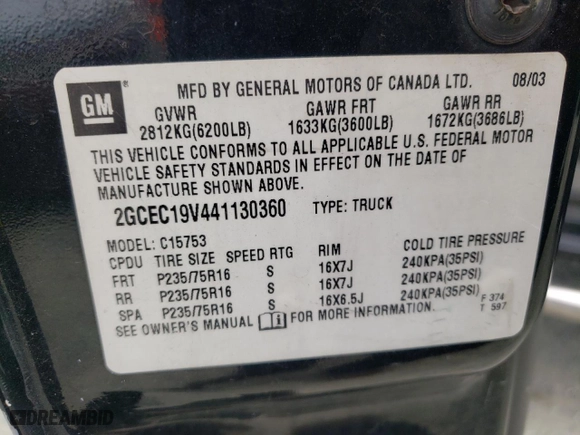 GM
MFD BY GENERAL MOTORS OF CANADA LTD. 08/03
GVWR GAWR FRT GAWR RR
2812KG(6200LB) 1633KG(3600LB) 1672KG(3686LB)
THIS VEHICLE CONFORMS TO ALL APPLICABLE U.S. FEDERAL MOTOR
VEHICLE SAFETY STANDARDS IN EFFECT ON THE DATE OF
MANUFACTURE SHOWN ABOVE.
2GCEC19V441130360 TYPE: TRUCK
MODEL: C15753
CPDU TIRE SIZE SPEED RTG RIM COLD TIRE PRESSURE
FRT P235/75R16 S 16X7J 240KPA(35PSI)
RR P235/75R16 S 16X7J 240KPA(35PSI)
SPA P235/75R16 S 16X6.5J 240KPA(35PSI)
SEE OWNER'S MANUAL FOR MORE INFORMATION.
F 374
T 597
DREAMBID